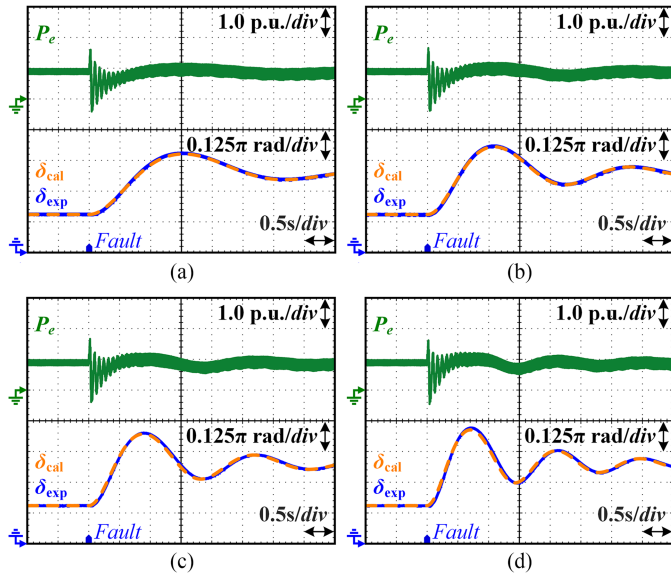 1.0 p.u./div
Pₑ
0.125π rad/div
δcal
δexp
0.5s/div
Fault
(a)
1.0 p.u./div
Pₑ
0.125π rad/div
δcal
δexp
0.5s/div
Fault
(b)
1.0 p.u./div
Pₑ
0.125π rad/div
δcal
δexp
0.5s/div
Fault
(c)
1.0 p.u./div
Pₑ
0.125π rad/div
δcal
δexp
0.5s/div
Fault
(d)